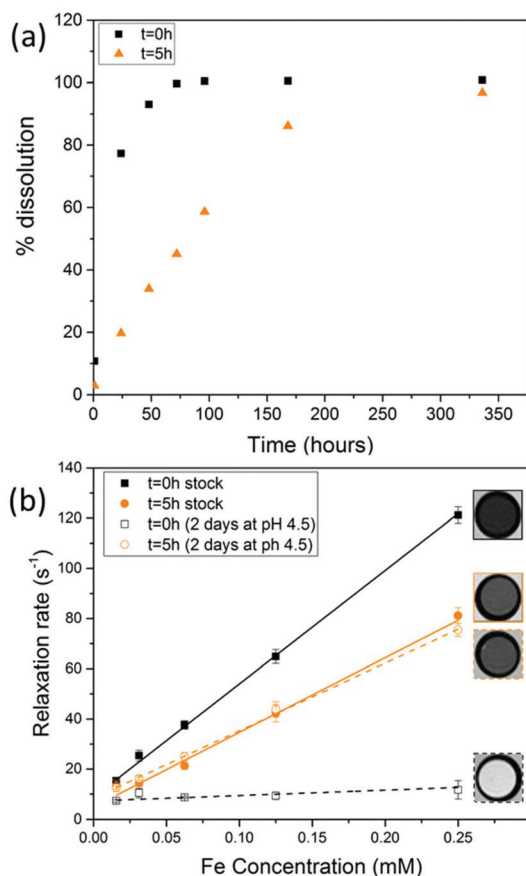 (a)
120
t=0h
t=5h
100
80
60
40
20
0
% dissolution
0 50 100 150 200 250 300 350
Time (hours)
(b)
140
t=0h stock
t=5h stock
t=0h (2 days at pH 4.5)
t=5h (2 days at ph 4.5)
120
100
80
60
40
20
0
Relaxation rate (s⁻¹)
0.00 0.05 0.10 0.15 0.20 0.25
Fe Concentration (mM)